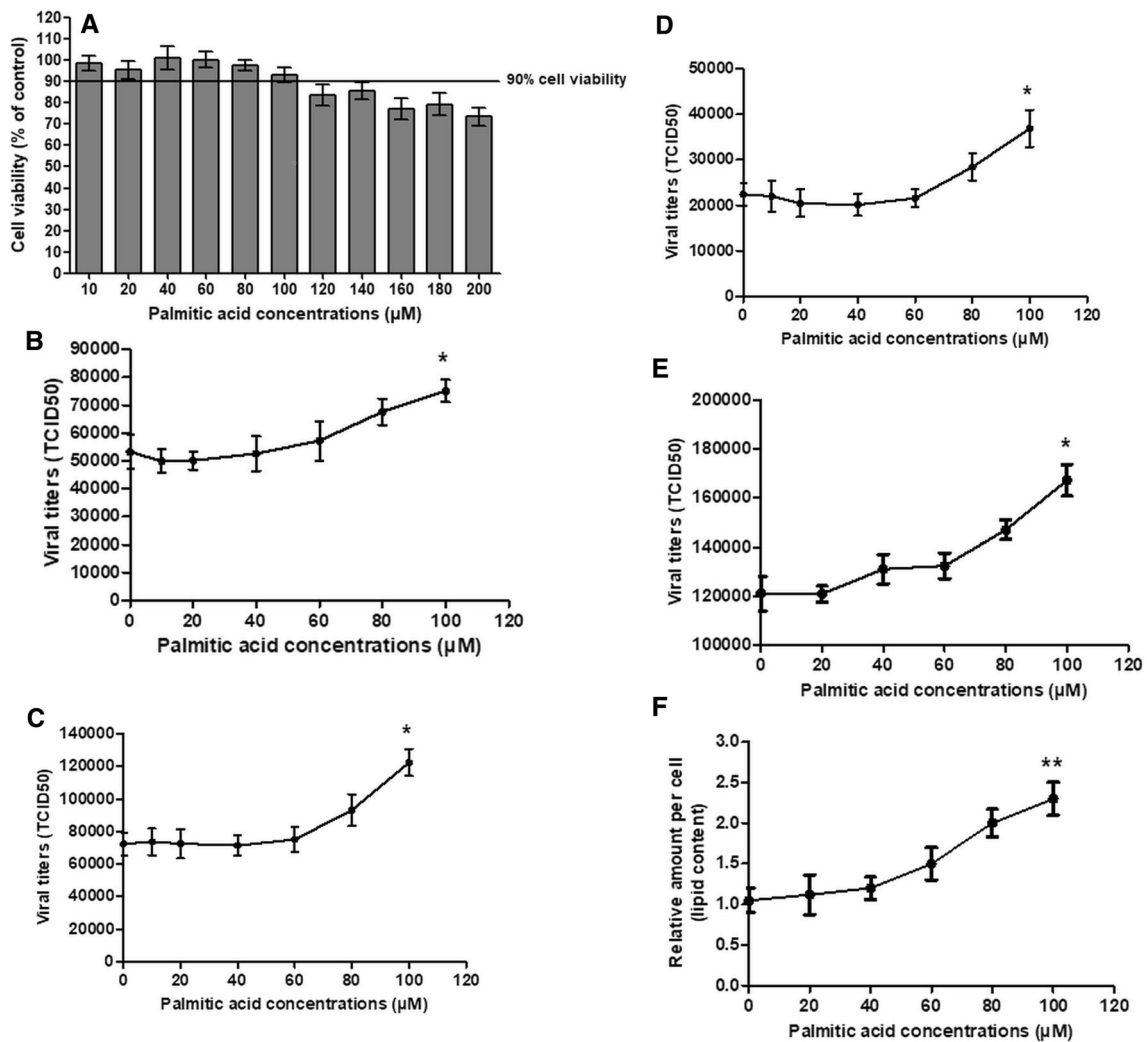 A
120
110
100
90
80
70
60
50
40
30
20
10
0
Cell viability (% of control)
90% cell viability
10 20 40 60 80 100 120 140 160 180 200
Palmitic acid concentrations (µM)
B
90000
80000
70000
60000
50000
40000
30000
20000
10000
0
Viral titers (TCID50)
*
0 20 40 60 80 100 120
Palmitic acid concentrations (µM)
C
140000
120000
100000
80000
60000
40000
20000
0
Viral titers (TCID50)
*
0 20 40 60 80 100 120
Palmitic acid concentrations (µM)
D
50000
40000
30000
20000
10000
0
Viral titers (TCID50)
*
0 20 40 60 80 100 120
Palmitic acid concentrations (µM)
E
200000
180000
160000
140000
120000
100000
Viral titers (TCID50)
*
0 20 40 60 80 100 120
Palmitic acid concentrations (µM)
F
3.0
2.5
2.0
1.5
1.0
0.5
0.0
Relative amount per cell
(lipid content)
**
0 20 40 60 80 100 120
Palmitic acid concentrations (µM)